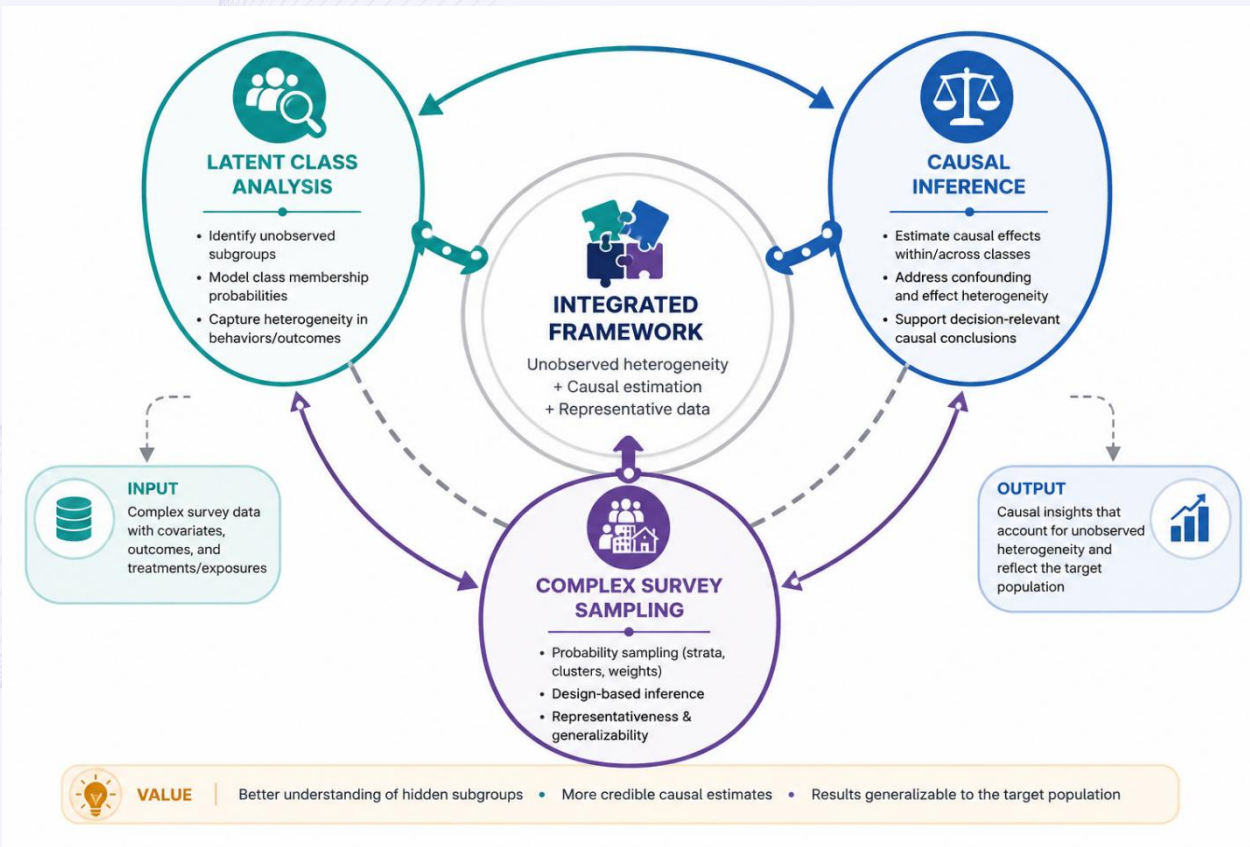 LATENT CLASS
ANALYSIS
• Identify unobserved
subgroups
• Model class membership
probabilities
• Capture heterogeneity in
behaviors/outcomes
CAUSAL
INFERENCE
• Estimate causal effects
within/across classes
• Address confounding
and effect heterogeneity
• Support decision-relevant
causal conclusions
INTEGRATED
FRAMEWORK
Unobserved heterogeneity
+ Causal estimation
+ Representative data
INPUT
Complex survey data
with covariates,
outcomes, and
treatments/exposures
OUTPUT
Causal insights that
account for unobserved
heterogeneity and
reflect the target
population
COMPLEX SURVEY
SAMPLING
• Probability sampling (strata,
clusters, weights)
• Design-based inference
• Representativeness &
generalizability
VALUE | Better understanding of hidden subgroups • More credible causal estimates • Results generalizable to the target population